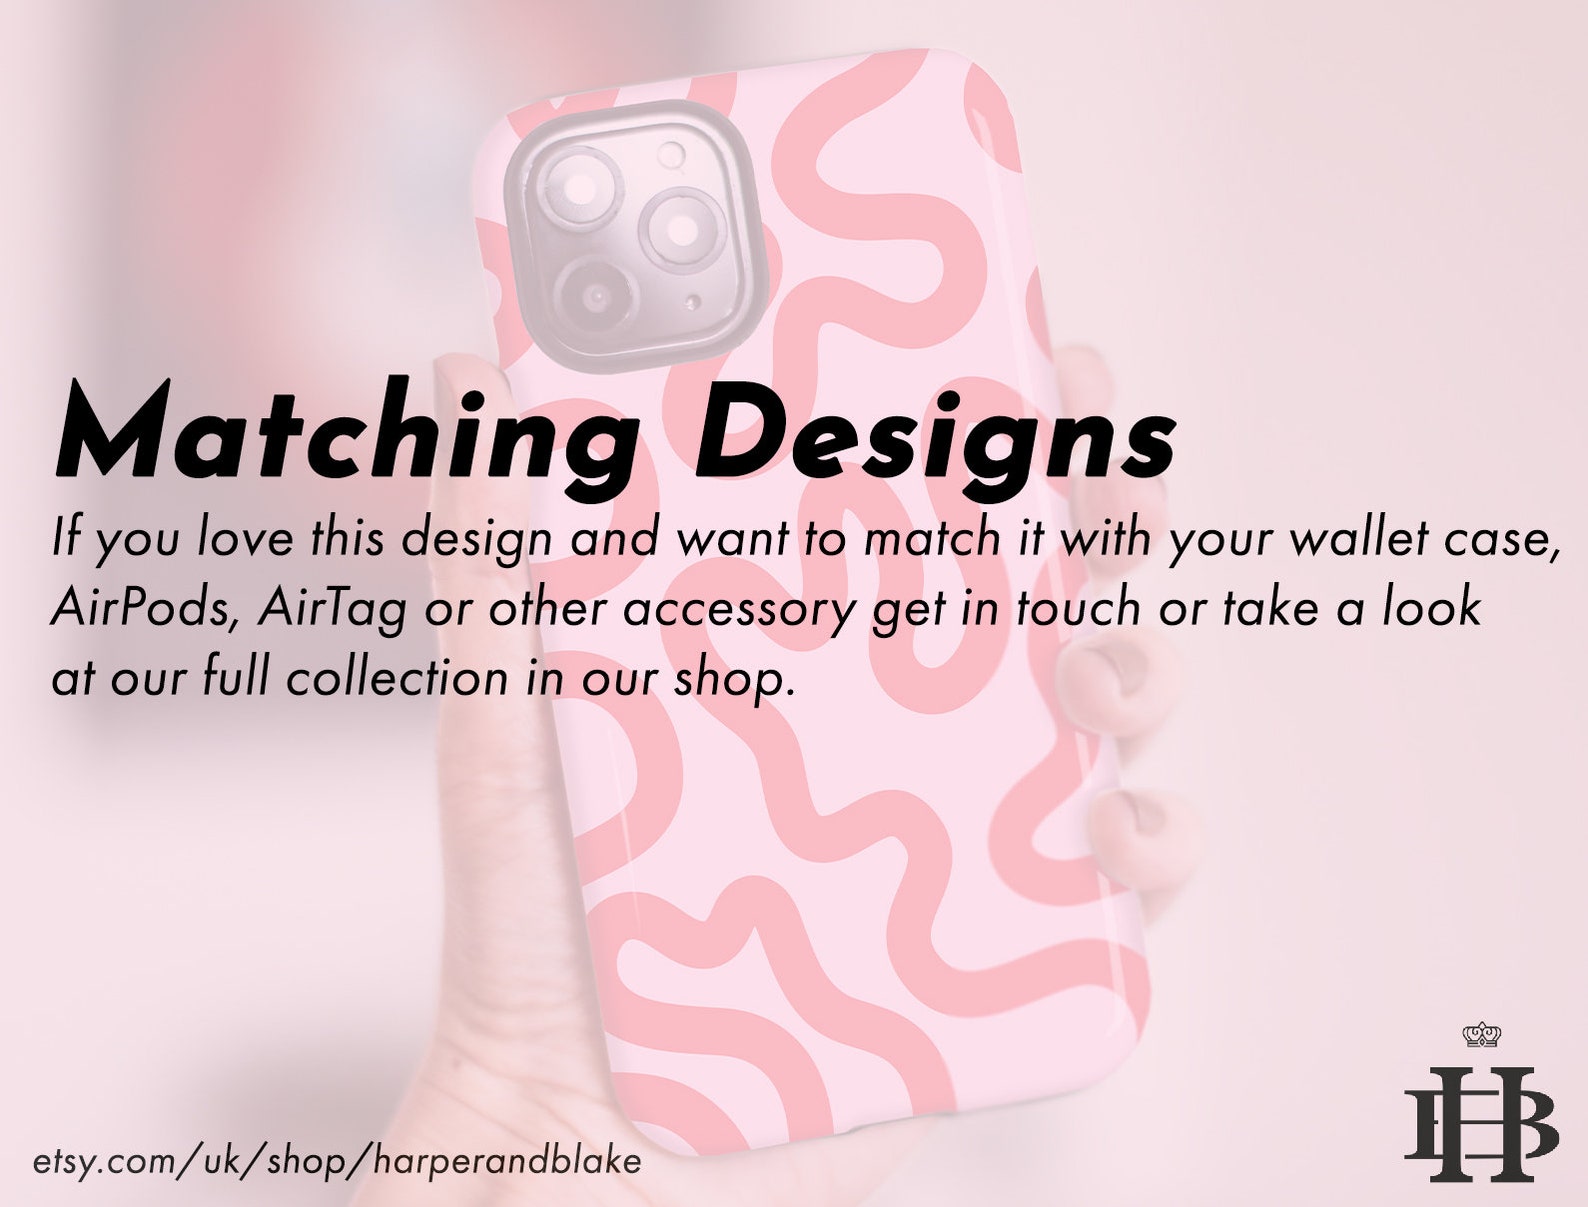 Matching Designs
If you love this design and want to match it with your wallet case,
AirPods, AirTag or other accessory get in touch or take a look
at our full collection in our shop.
etsy.com/uk/shop/harperandblake
HB